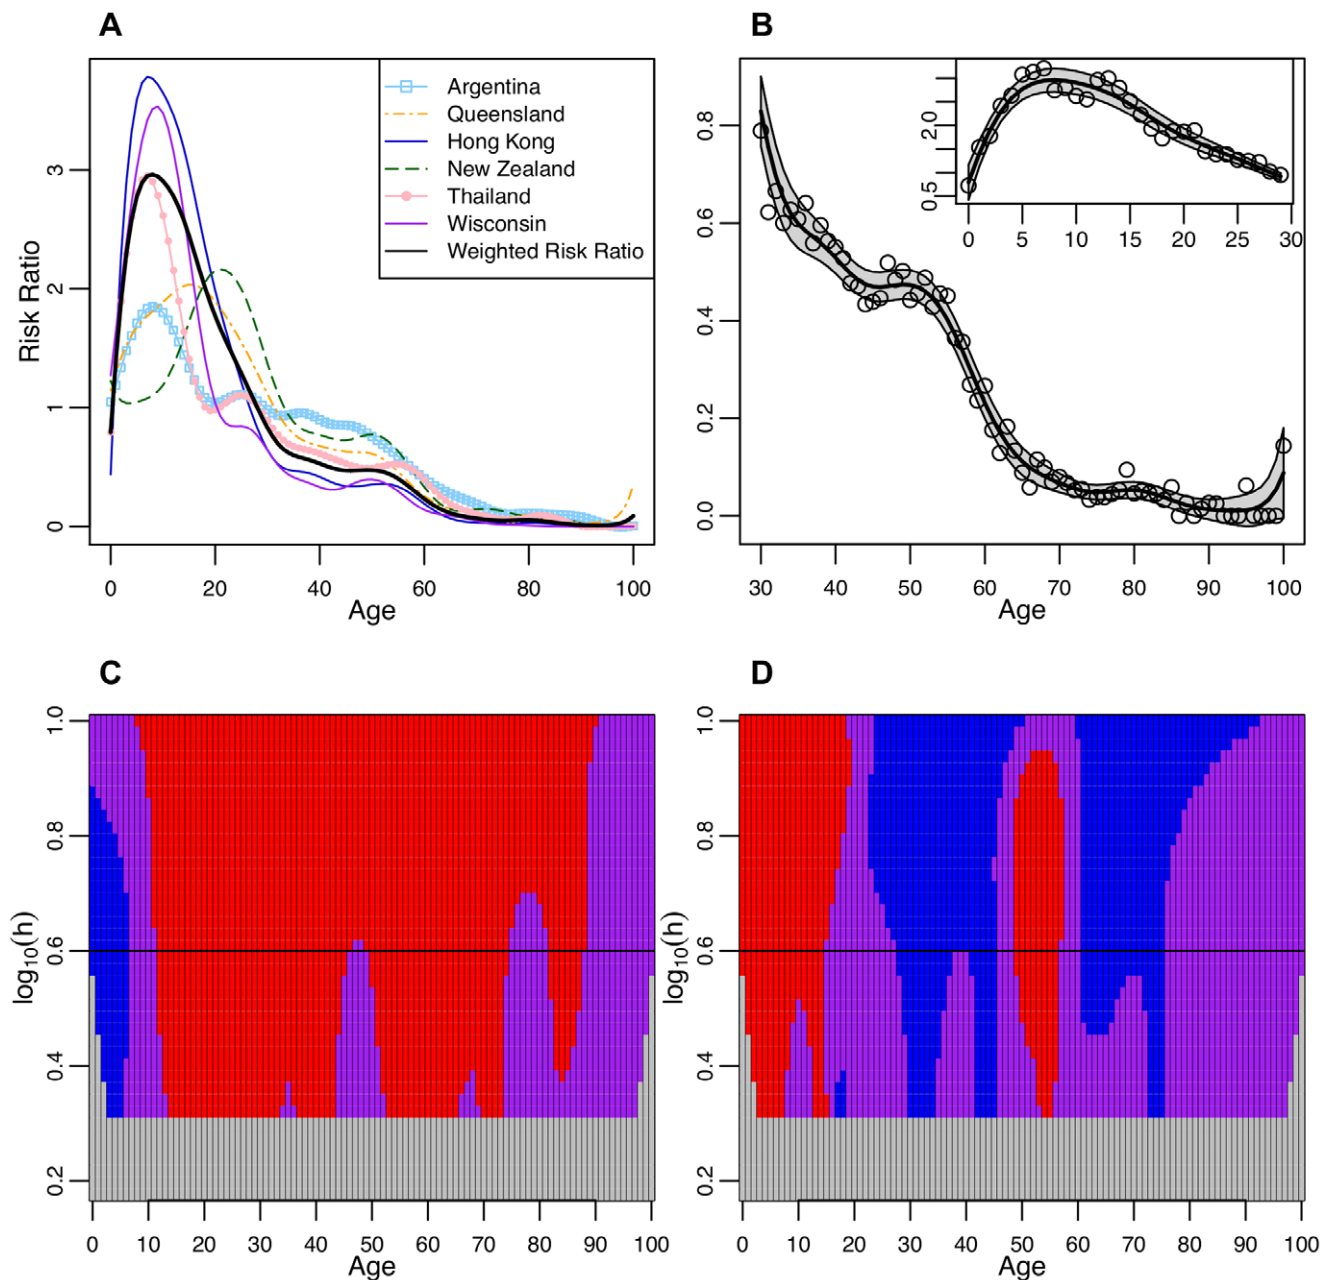 A
Risk Ratio
3
2
1
0
Argentina
Queensland
Hong Kong
New Zealand
Thailand
Wisconsin
Weighted Risk Ratio
0 20 40 60 80 100
Age
B
0.8
0.6
0.4
0.2
0.0
2.0
0.5
0 5 10 15 20 25 30
30 40 50 60 70 80 90 100
Age
C
log10(h)
1.0
0.8
0.6
0.4
0.2
0 10 20 30 40 50 60 70 80 90 100
Age
D
log10(h)
1.0
0.8
0.6
0.4
0.2
0 10 20 30 40 50 60 70 80 90 100
Age